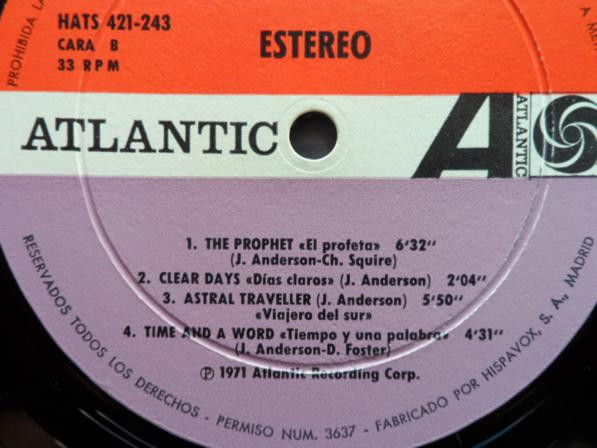 HATS 421-243
CARA B
33 RPM
ESTEREO
PROHIBIDA LA
A ME
ATLANTIC
A
ATLANTIC
1. THE PROPHET «El profeta» 6'32''
(J. Anderson-Ch. Squire)
2. CLEAR DAYS «Días claros» (J. Anderson) 2'04''
3. ASTRAL TRAVELLER (J. Anderson) 5'50''
«Viajero del sur»
4. TIME AND A WORD «Tiempo y una palabra» 4'31''
(J. Anderson-D. Foster)
Ⓟ 1971 Atlantic Recording Corp.
RESERVADOS TODOS LOS DERECHOS - PERMISO NUM. 3637 - FABRICADO POR HISPAVOX, S. A., MADRID